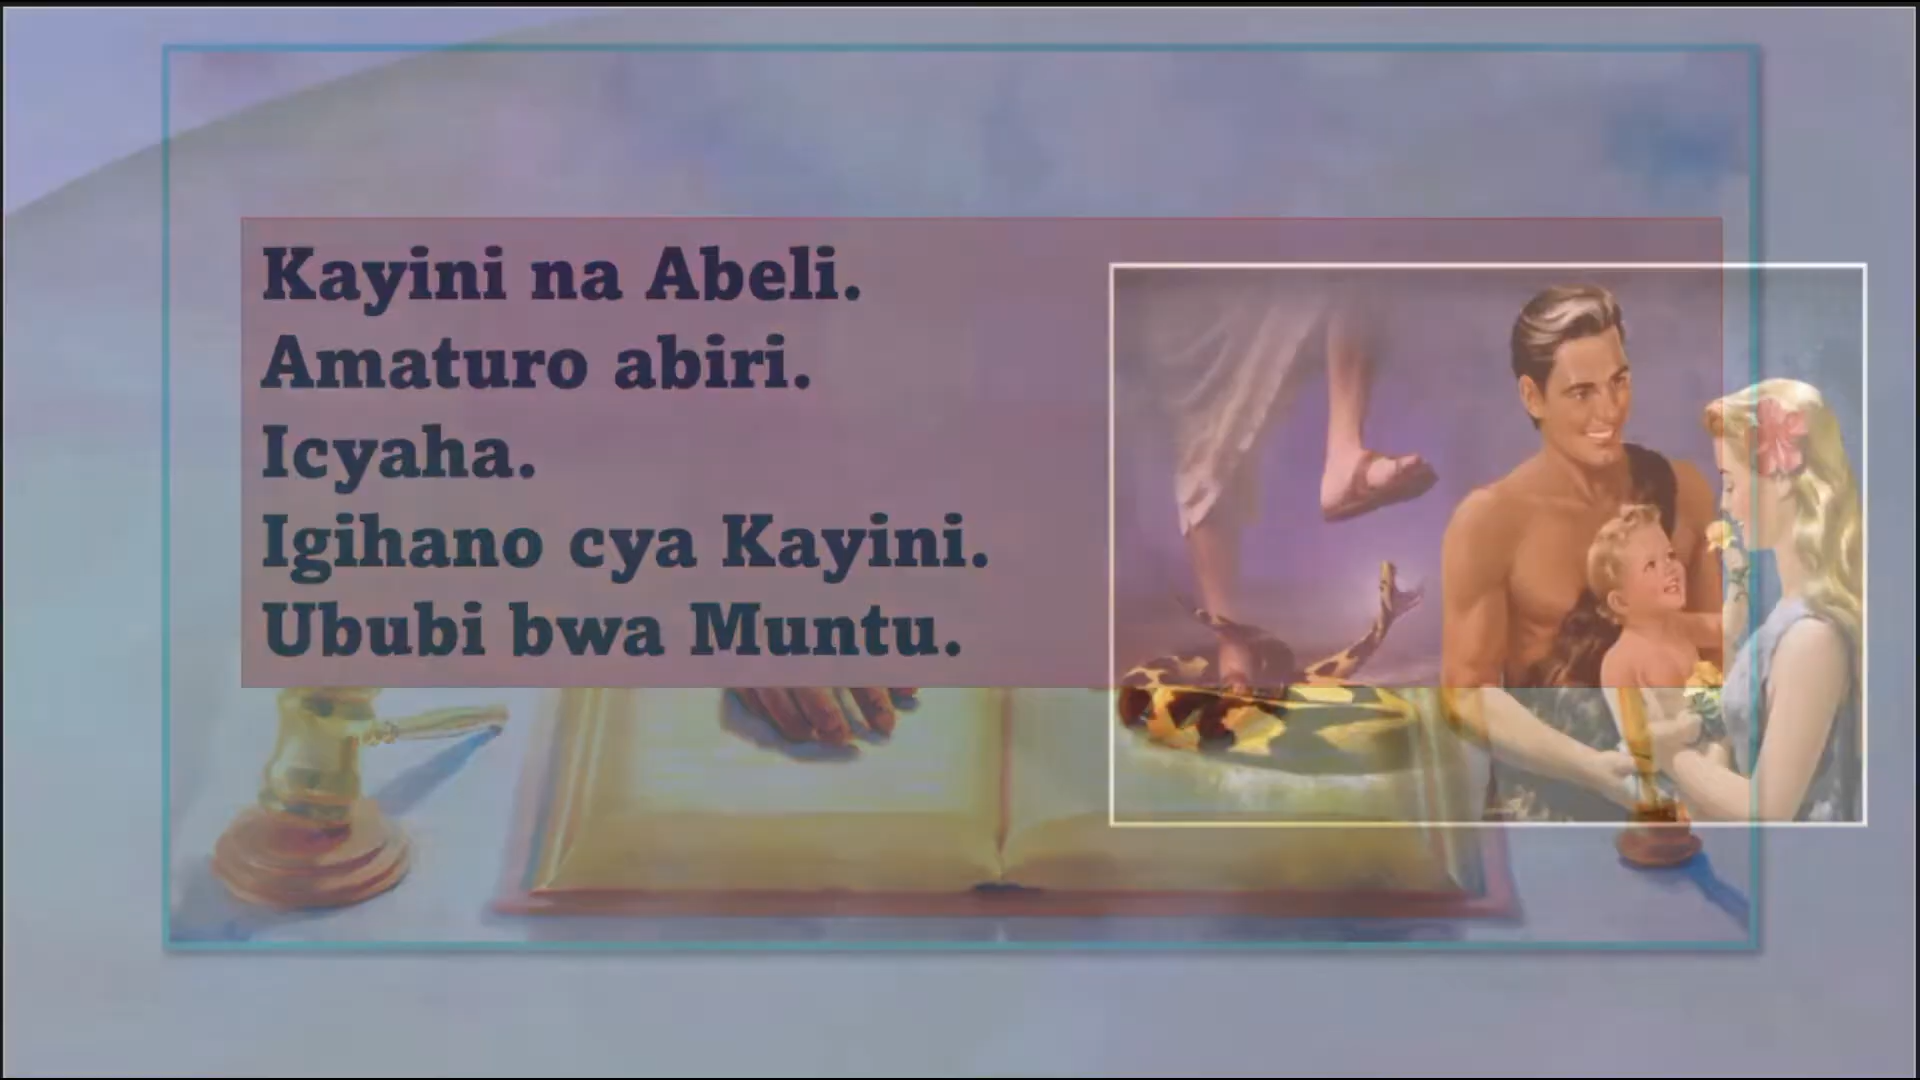 Kayini na Abeli.
Amaturo abiri.
Icyaha.
Igihano cya Kayini.
Ububi bwa Muntu.